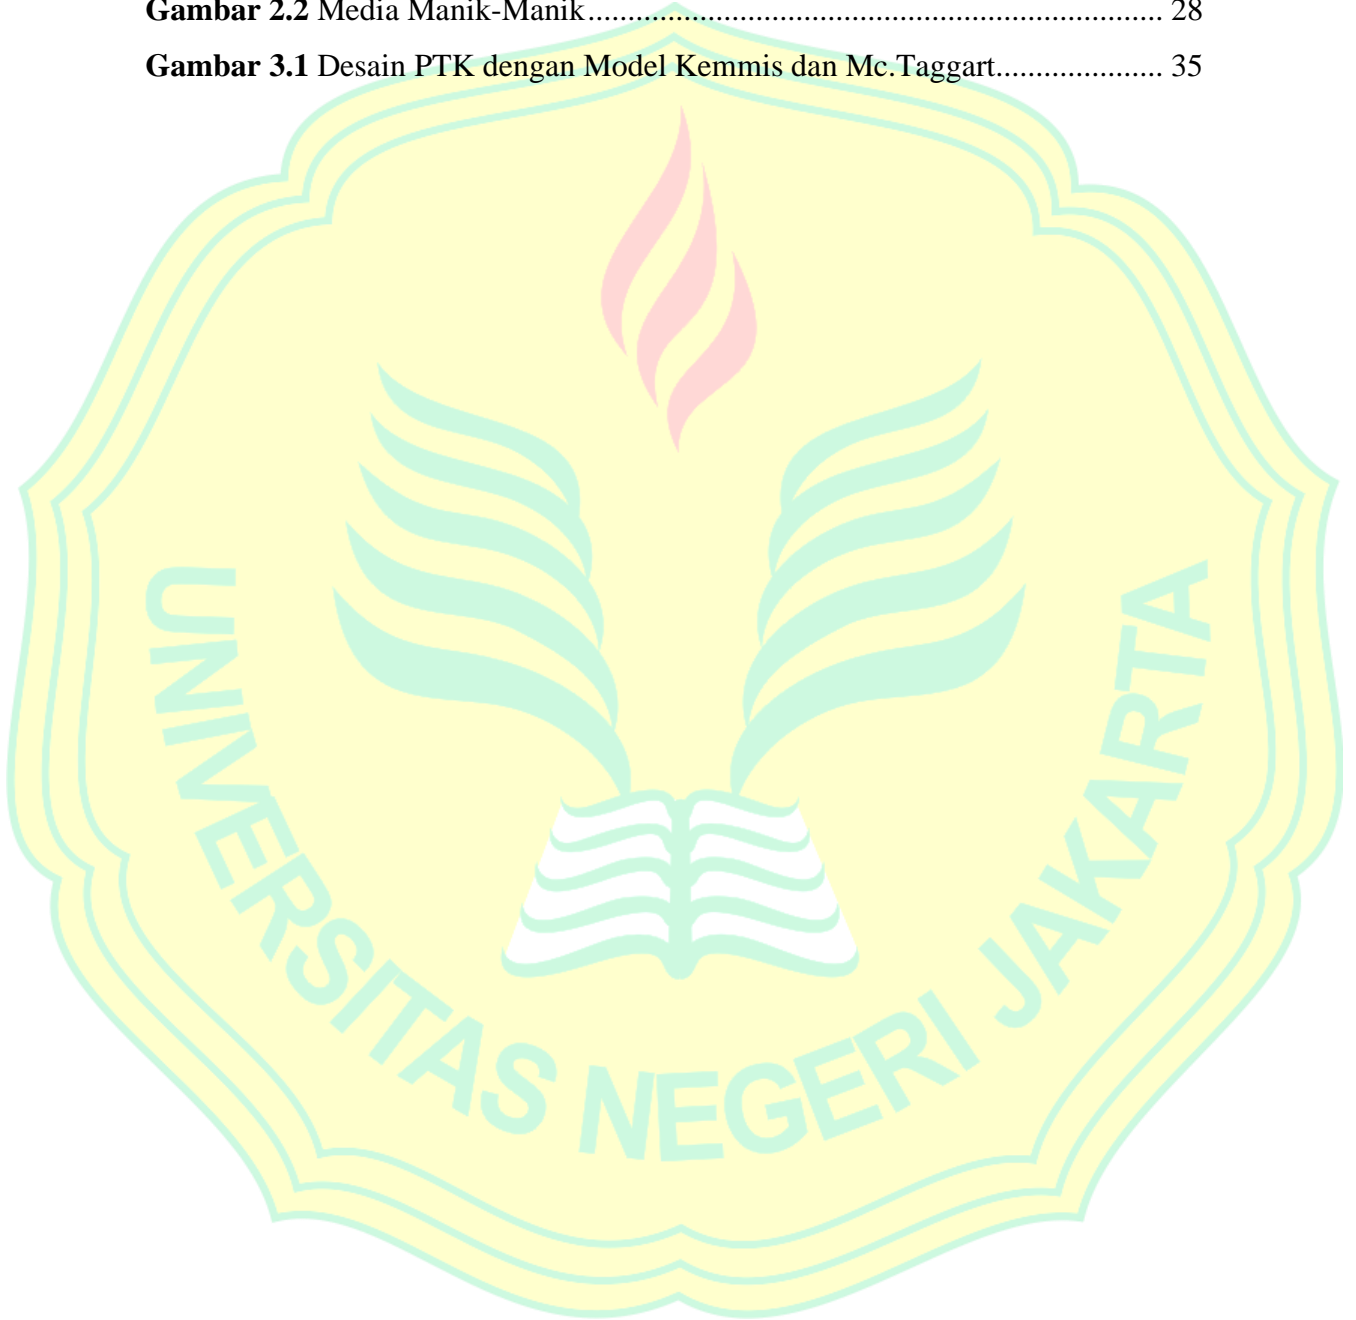 Gambar 2.2 Media Manik-Manik........................................................................ 28
Gambar 3.1 Desain PTK dengan Model Kemmis dan Mc.Taggart..................... 35
UNIVERSITAS NEGERI JAKARTA